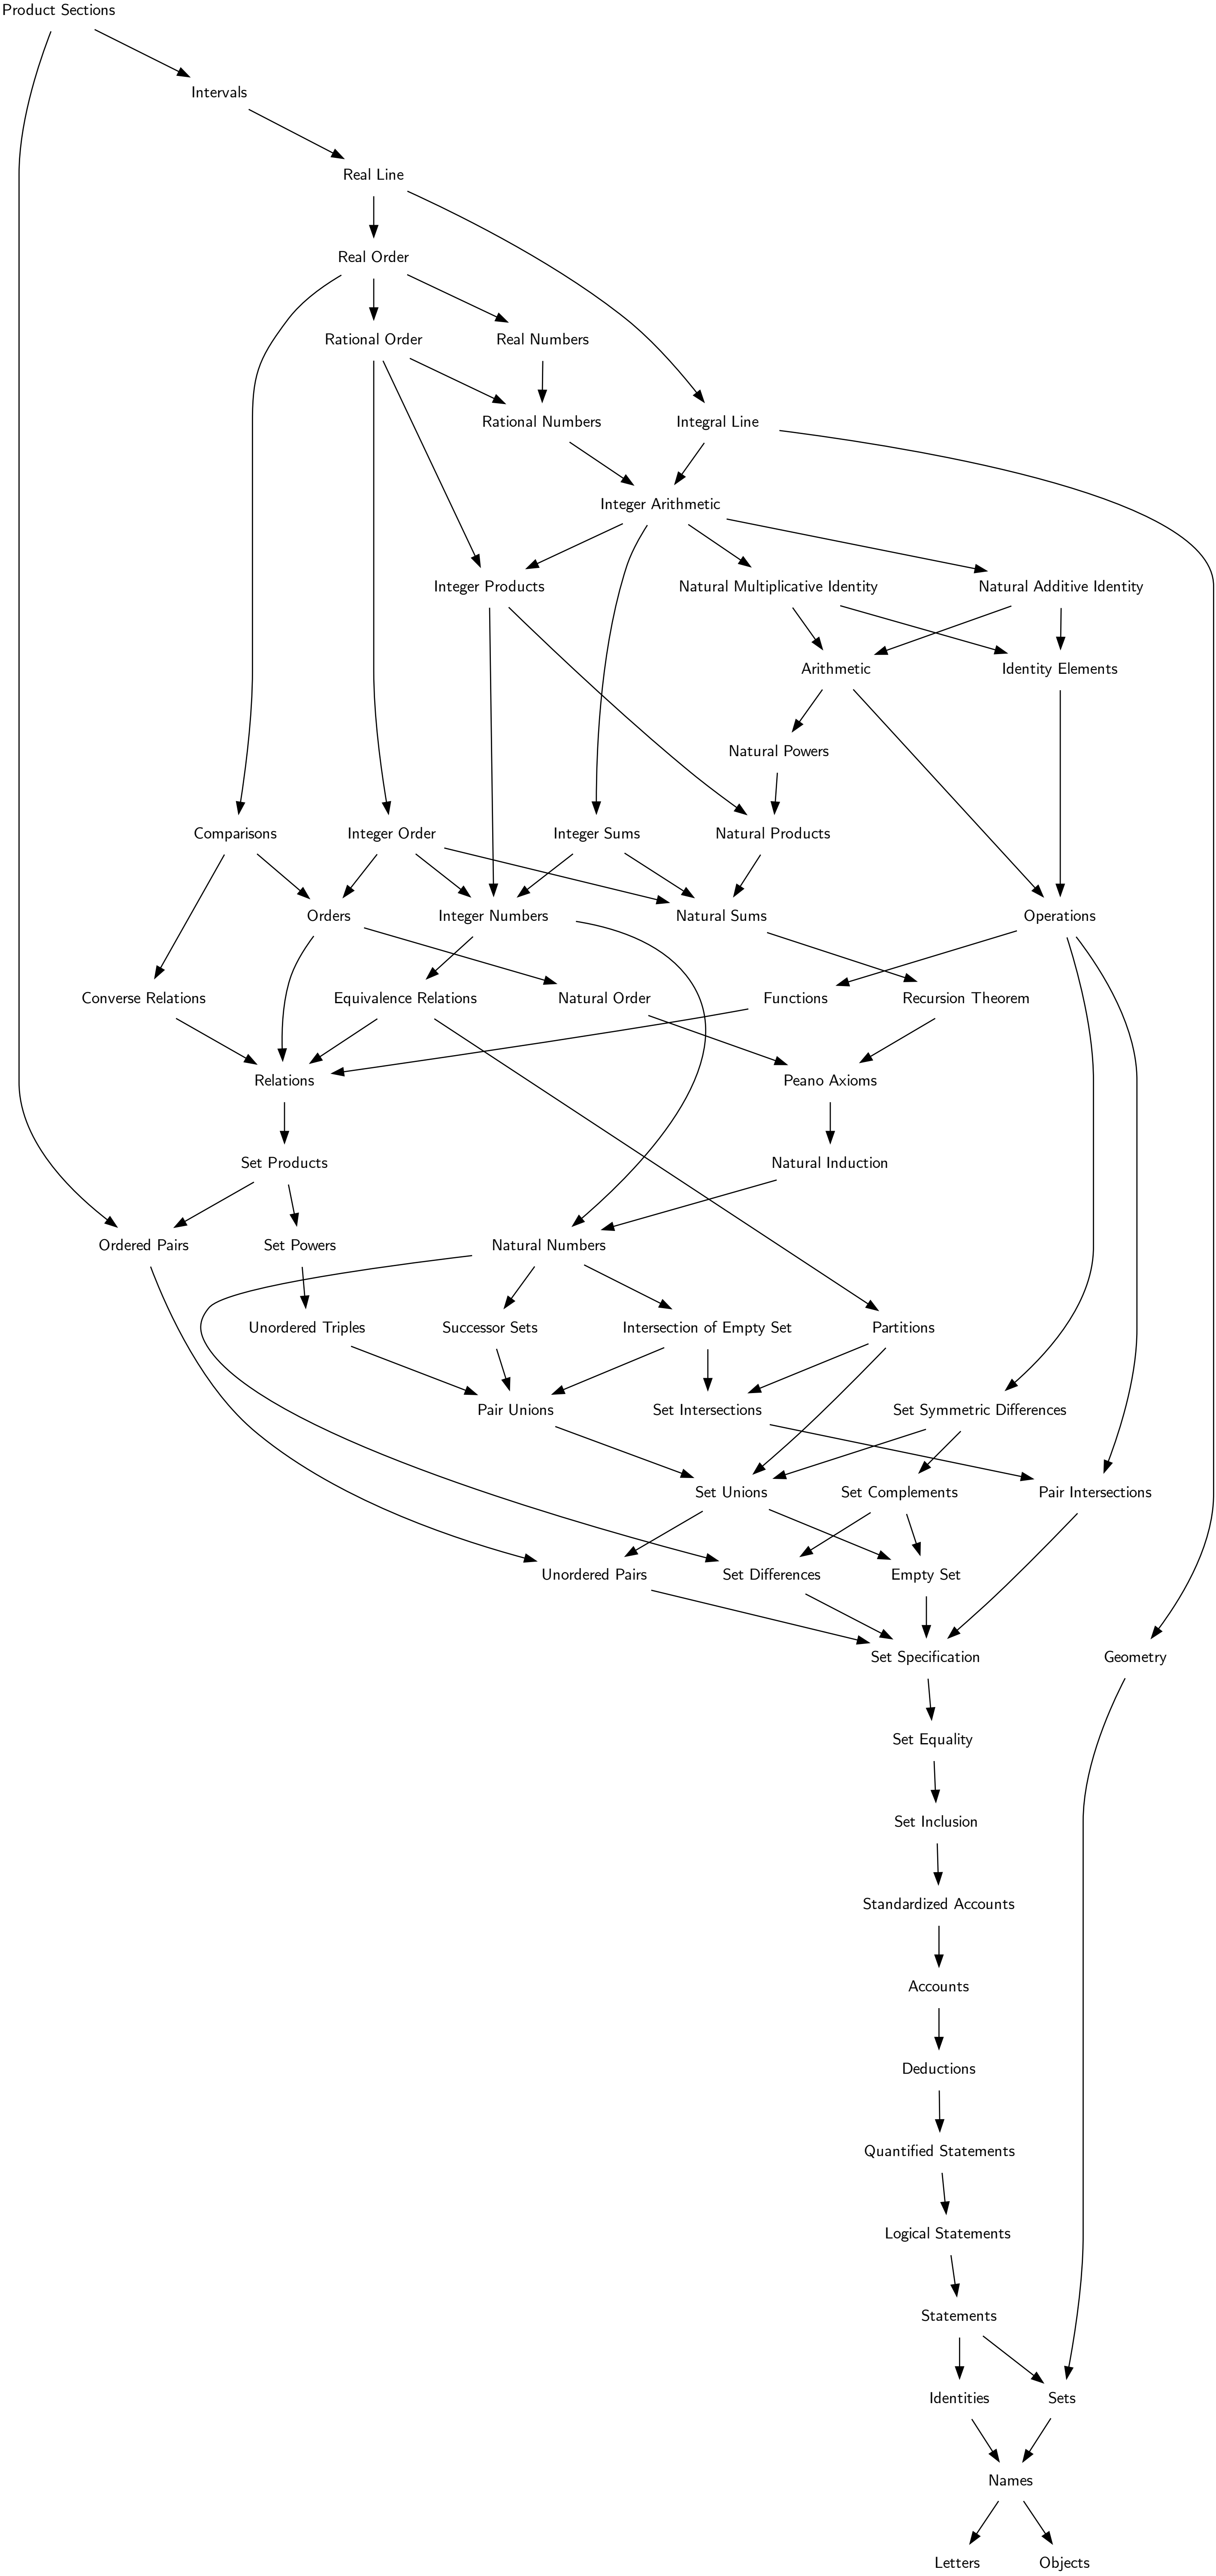 Product Sections
Intervals
Real Line
Real Order
Rational Order
Real Numbers
Rational Numbers
Integral Line
Integer Arithmetic
Integer Products
Natural Multiplicative Identity
Natural Additive Identity
Arithmetic
Identity Elements
Natural Powers
Comparisons
Integer Order
Integer Sums
Natural Products
Orders
Integer Numbers
Natural Sums
Operations
Converse Relations
Equivalence Relations
Natural Order
Functions
Recursion Theorem
Relations
Peano Axioms
Set Products
Natural Induction
Ordered Pairs
Set Powers
Natural Numbers
Unordered Triples
Successor Sets
Intersection of Empty Set
Partitions
Pair Unions
Set Intersections
Set Symmetric Differences
Set Unions
Set Complements
Pair Intersections
Unordered Pairs
Set Differences
Empty Set
Set Specification
Geometry
Set Equality
Set Inclusion
Standardized Accounts
Accounts
Deductions
Quantified Statements
Logical Statements
Statements
Identities
Sets
Names
Letters
Objects